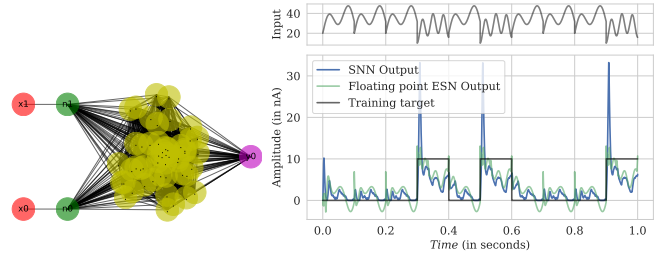 x1
n1
y0
x0
n0
Input
40
20
SNN Output
Floating point ESN Output
Training target
Amplitude (in nA)
30
20
10
0
0.0 0.2 0.4 0.6 0.8 1.0
Time (in seconds)